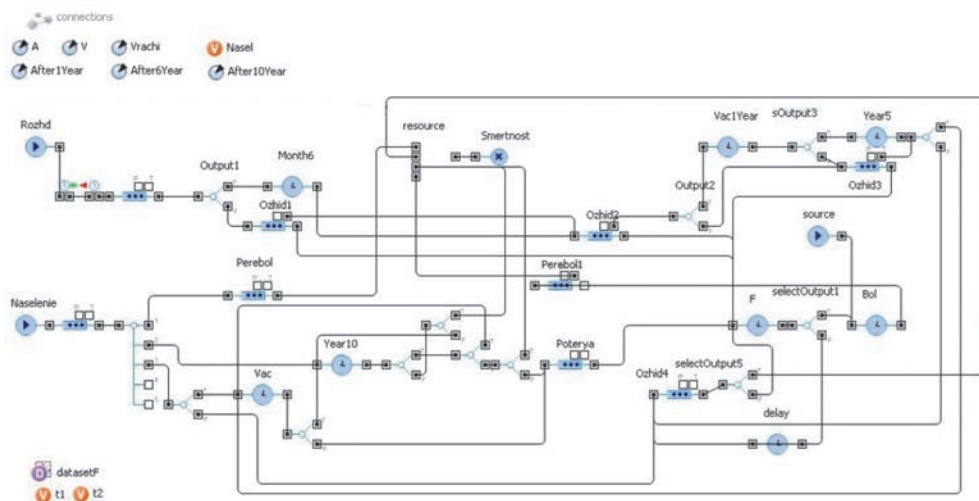 connections
A V Vrachi Nasel
After1Year After6Year After10Year
Rozhd
resource
Smertnost
Vac1Year
sOutput3
Year5
Output1
Month6
Output2
Ozhid3
Ozhid1
Ozhid2
source
Perebol
Perebol1
Naselenie
F
selectOutput1
Bol
Year10
Poterya
Vac
Ozhid4
selectOutput5
delay
datasetF
t1 t2